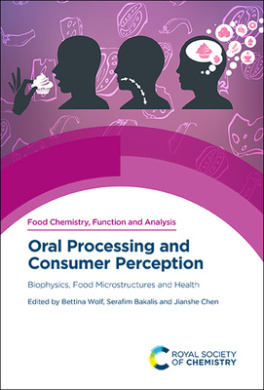 Food Chemistry, Function and Analysis
Oral Processing and
Consumer Perception
Biophysics, Food Microstructures and Health
Edited by Bettina Wolf, Serafim Bakalis and Jianshe Chen
ROYAL SOCIETY
OF CHEMISTRY